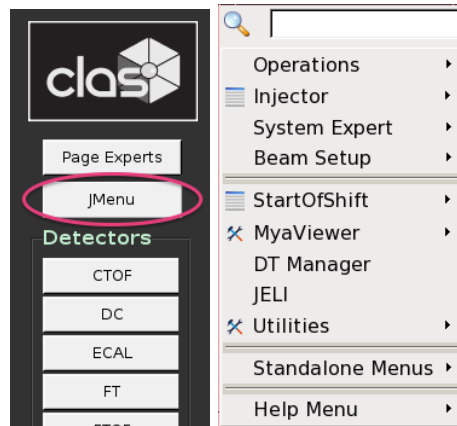 clas
Page Experts
JMenu
Detectors
CTOF
DC
ECAL
FT
Operations
Injector
System Expert
Beam Setup
StartOfShift
MyaViewer
DT Manager
JELI
Utilities
Standalone Menus
Help Menu